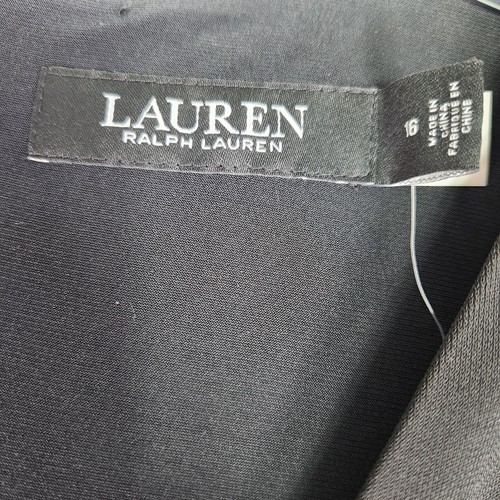 LAUREN
RALPH LAUREN
16
MADE IN
CHINA
FABRIQUÉ EN
CHINE